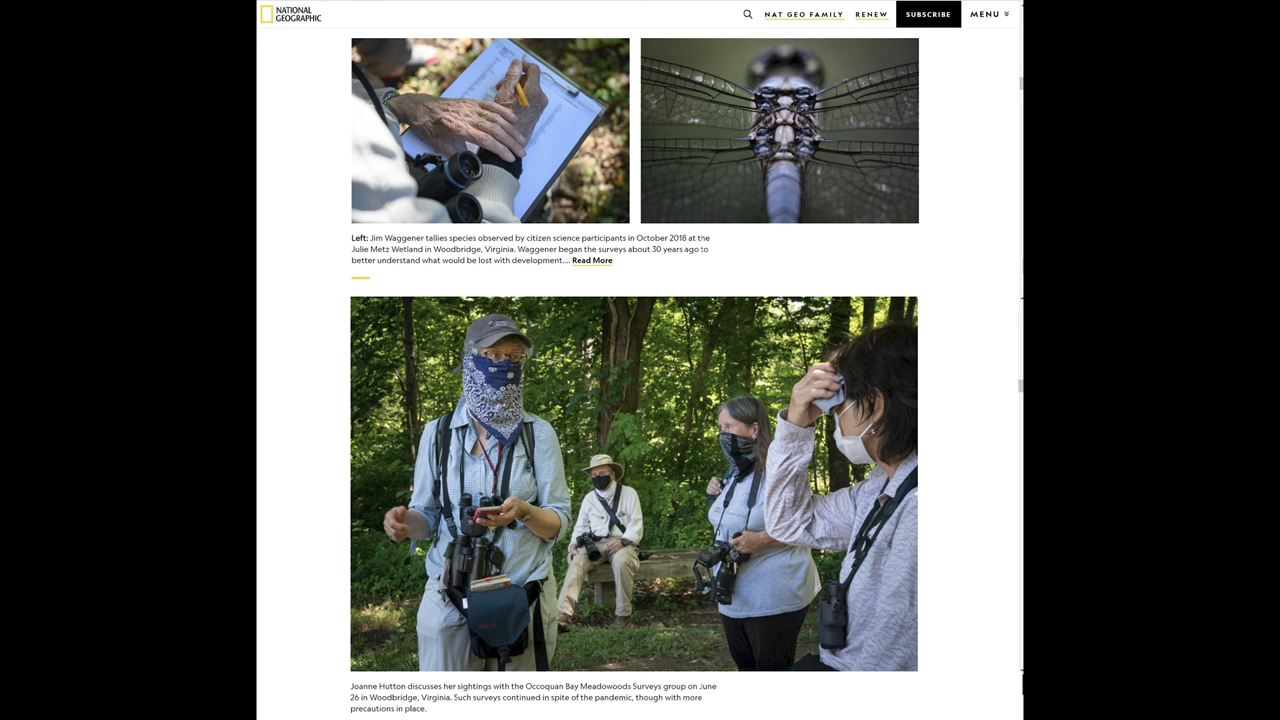 NATIONAL
GEOGRAPHIC
NAT GEO FAMILY
RENEW
SUBSCRIBE
MENU
Left: Jim Waggener tallies species observed by citizen science participants in October 2018 at the
Julie Metz Wetland in Woodbridge, Virginia. Waggener began the surveys about 30 years ago to
better understand what would be lost with development.... Read More
Joanne Hutton discusses her sightings with the Occoquan Bay Meadowoods Surveys group on June
26 in Woodbridge, Virginia. Such surveys continued in spite of the pandemic, though with more
precautions in place.